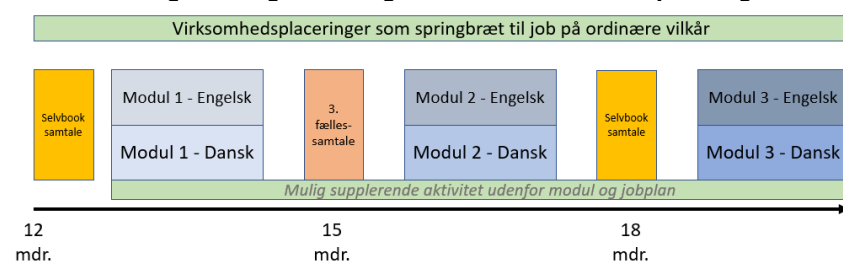 Virksomhedsplaceringer som springbræt til job på ordinære vilkår
Selvbook
samtale
Modul 1 - Engelsk
Modul 1 - Dansk
3.
fælles-
samtale
Modul 2 - Engelsk
Modul 2 - Dansk
Selvbook
samtale
Modul 3 - Engelsk
Modul 3 - Dansk
Mulig supplerende aktivitet udenfor modul og jobplan
12
mdr.
15
mdr.
18
mdr.